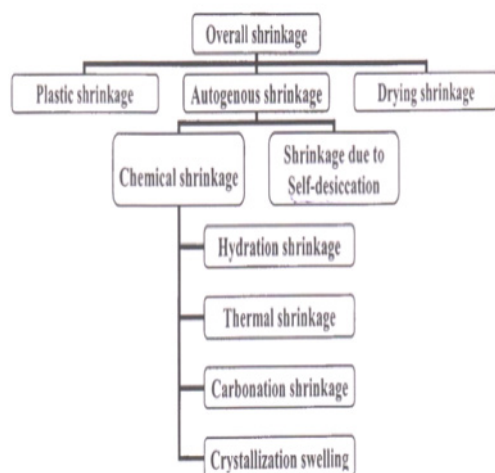 Overall shrinkage
Plastic shrinkage
Autogenous shrinkage
Drying shrinkage
Chemical shrinkage
Shrinkage due to
Self-desiccation
Hydration shrinkage
Thermal shrinkage
Carbonation shrinkage
Crystallization swelling